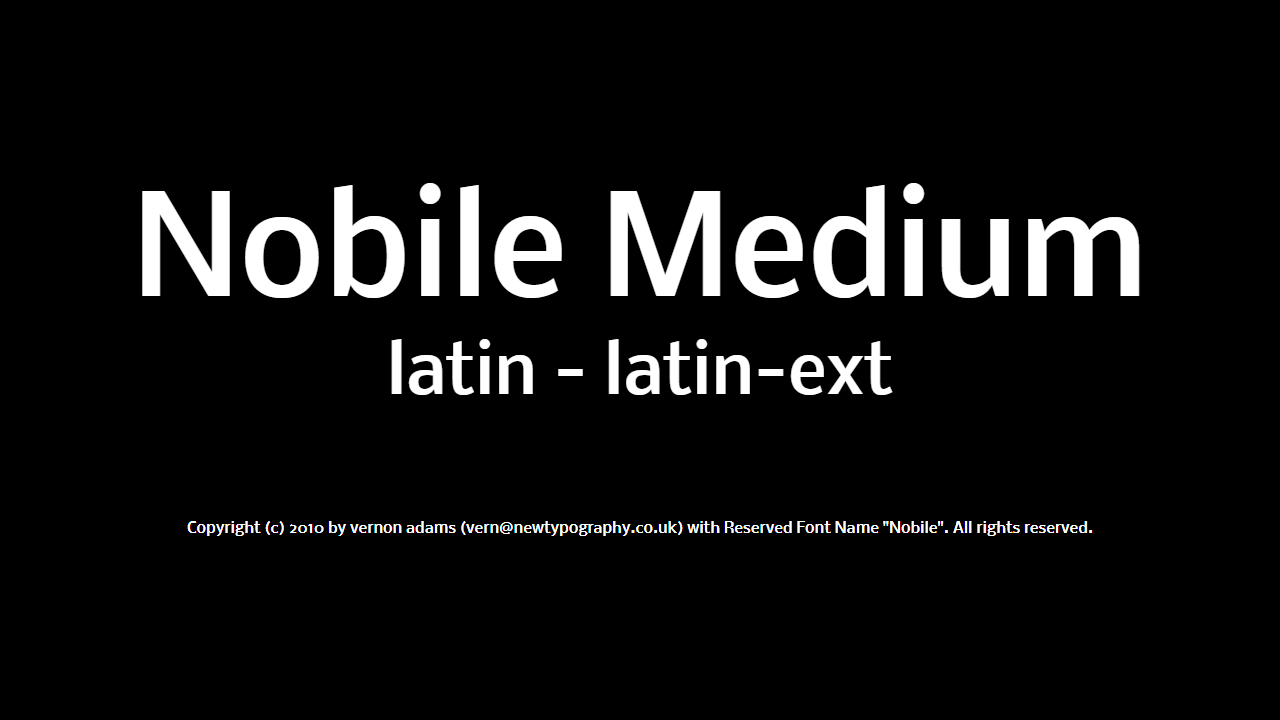 Nobile Medium
latin - latin-ext
Copyright (c) 2010 by vernon adams (vern@newtypography.co.uk) with Reserved Font Name "Nobile". All rights reserved.